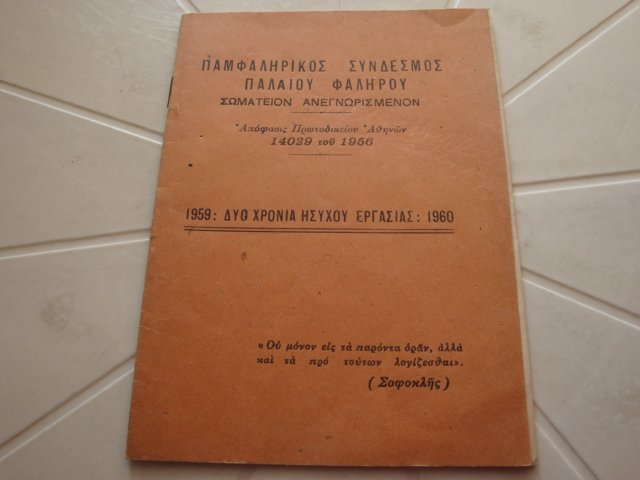 ΠΑΜΦΑΛΗΡΙΚΟΣ ΣΥΝΔΕΣΜΟΣ
ΠΑΛΑΙΟΥ ΦΑΛΗΡΟΥ
ΣΩΜΑΤΕΙΟΝ ΑΝΕΓΝΩΡΙΣΜΕΝΟΝ
Ἀπόφασις Πρωτοδικείου Ἀθηνῶν
14029 τοῦ 1956
1959: ΔΥΟ ΧΡΟΝΙΑ ΗΣΥΧΟΥ ΕΡΓΑΣΙΑΣ: 1960
«Οὐ μόνον εἰς τὰ παρόντα ὁρᾶν, ἀλλὰ
καὶ τὰ πρό τούτων λογίζεσθαι».
(Σοφοκλῆς)